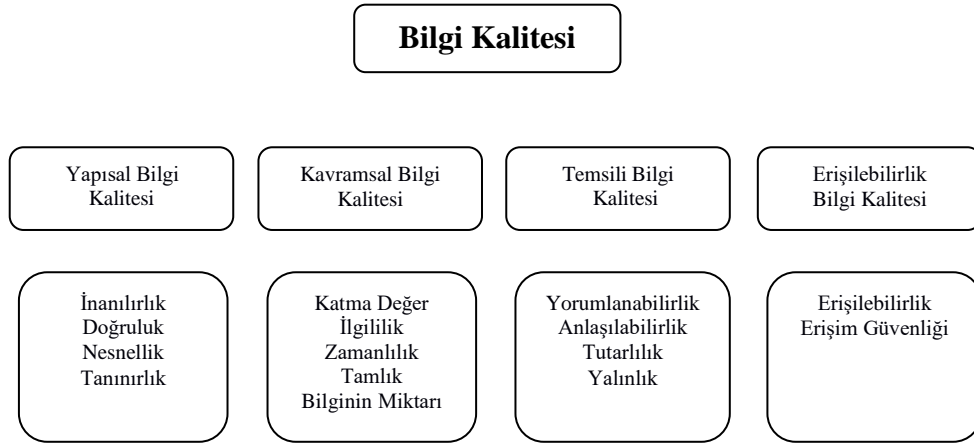 Bilgi Kalitesi
Yapısal Bilgi
Kalitesi
Kavramsal Bilgi
Kalitesi
Temsili Bilgi
Kalitesi
Erişilebilirlik
Bilgi Kalitesi
İnanılırlık
Doğruluk
Nesnellik
Tanınırlık
Katma Değer
İlgililik
Zamanlılık
Tamlık
Bilginin Miktarı
Yorumlanabilirlik
Anlaşılabilirlik
Tutarlılık
Yalınlık
Erişilebilirlik
Erişim Güvenliği